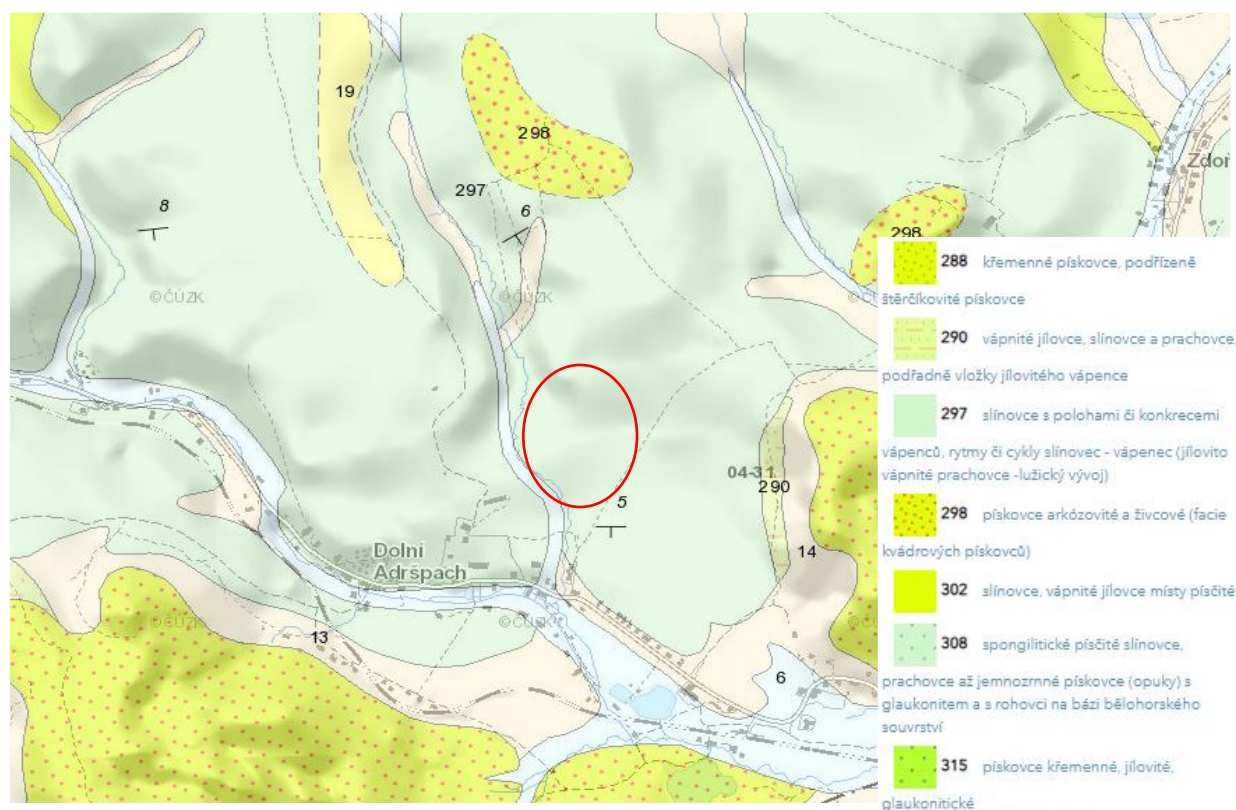 19
298
297
8
6
©ČÚZK
©ČÚZK
Zdoň
298
©ČÚZK
04-31
290
5
14
Dolní
Adršpach
©ČÚZK
©ČÚZK
13
6
288 křemenné pískovce, podřízeně
štěrčíkovité pískovce
290 vápnité jílovce, slínovce a prachovce,
podřadně vložky jílovitého vápence
297 slínovce s polohami či konkrecemi
vápenců, rytmy či cykly slínovec - vápenec (jílovito
vápnité prachovce -lužický vývoj)
298 pískovce arkózovité a živcové (facie
kvádrových pískovců)
302 slínovce, vápnité jílovce místy písčité
308 spongilitické písčité slínovce,
prachovce až jemnozrnné pískovce (opuky) s
glaukonitem a s rohovci na bázi bělohorského
souvrství
315 pískovce křemenné, jílovité,
glaukonitické